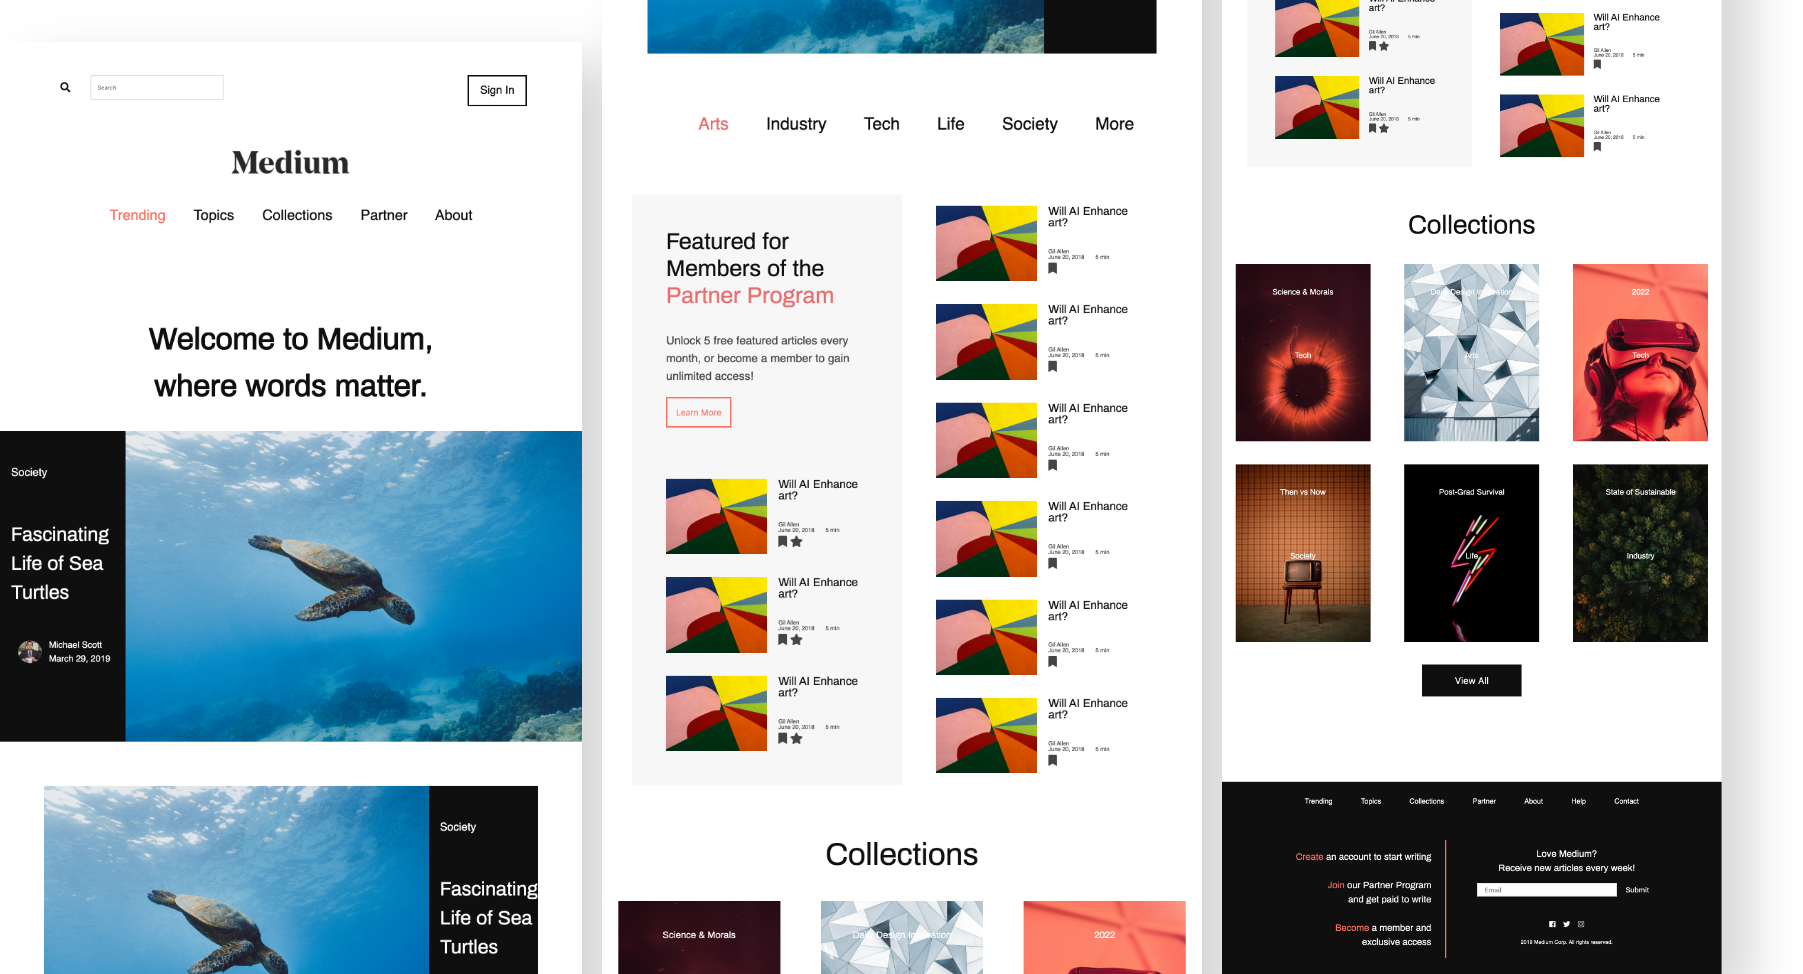 Search
Sign In
Medium
Trending Topics Collections Partner About
Welcome to Medium,
where words matter.
Society
Fascinating
Life of Sea
Turtles
Michael Scott
March 29, 2019
Society
Fascinating
Life of Sea
Turtles
Arts Industry Tech Life Society More
Featured for
Members of the
Partner Program
Unlock 5 free featured articles every
month, or become a member to gain
unlimited access!
Learn More
Will AI Enhance
art?
Gil Allen
June 20, 2018 5 min
Will AI Enhance
art?
Gil Allen
June 20, 2018 5 min
Will AI Enhance
art?
Gil Allen
June 20, 2018 5 min
Will AI Enhance
art?
Gil Allen
June 20, 2018 5 min
Will AI Enhance
art?
Gil Allen
June 20, 2018 5 min
Will AI Enhance
art?
Gil Allen
June 20, 2018 5 min
Will AI Enhance
art?
Gil Allen
June 20, 2018 5 min
Will AI Enhance
art?
Gil Allen
June 20, 2018 5 min
Will AI Enhance
art?
Gil Allen
June 20, 2018 5 min
Collections
Science & Morals
Daily Design Inspiration
2022
Will AI Enhance
art?
Gil Allen
June 20, 2018 5 min
Will AI Enhance
art?
Gil Allen
June 20, 2018 5 min
Will AI Enhance
art?
Gil Allen
June 20, 2018 5 min
Will AI Enhance
art?
Gil Allen
June 20, 2018 5 min
Collections
Science & Morals
Tech
Daily Design Inspiration
Arts
2022
Tech
Then vs Now
Society
Post-Grad Survival
Life
State of Sustainable
Industry
View All
Trending Topics Collections Partner About Help Contact
Create an account to start writing
Join our Partner Program
and get paid to write
Become a member and
exclusive access
Love Medium?
Receive new articles every week!
Email
Submit
2019 Medium Corp. All rights reserved.